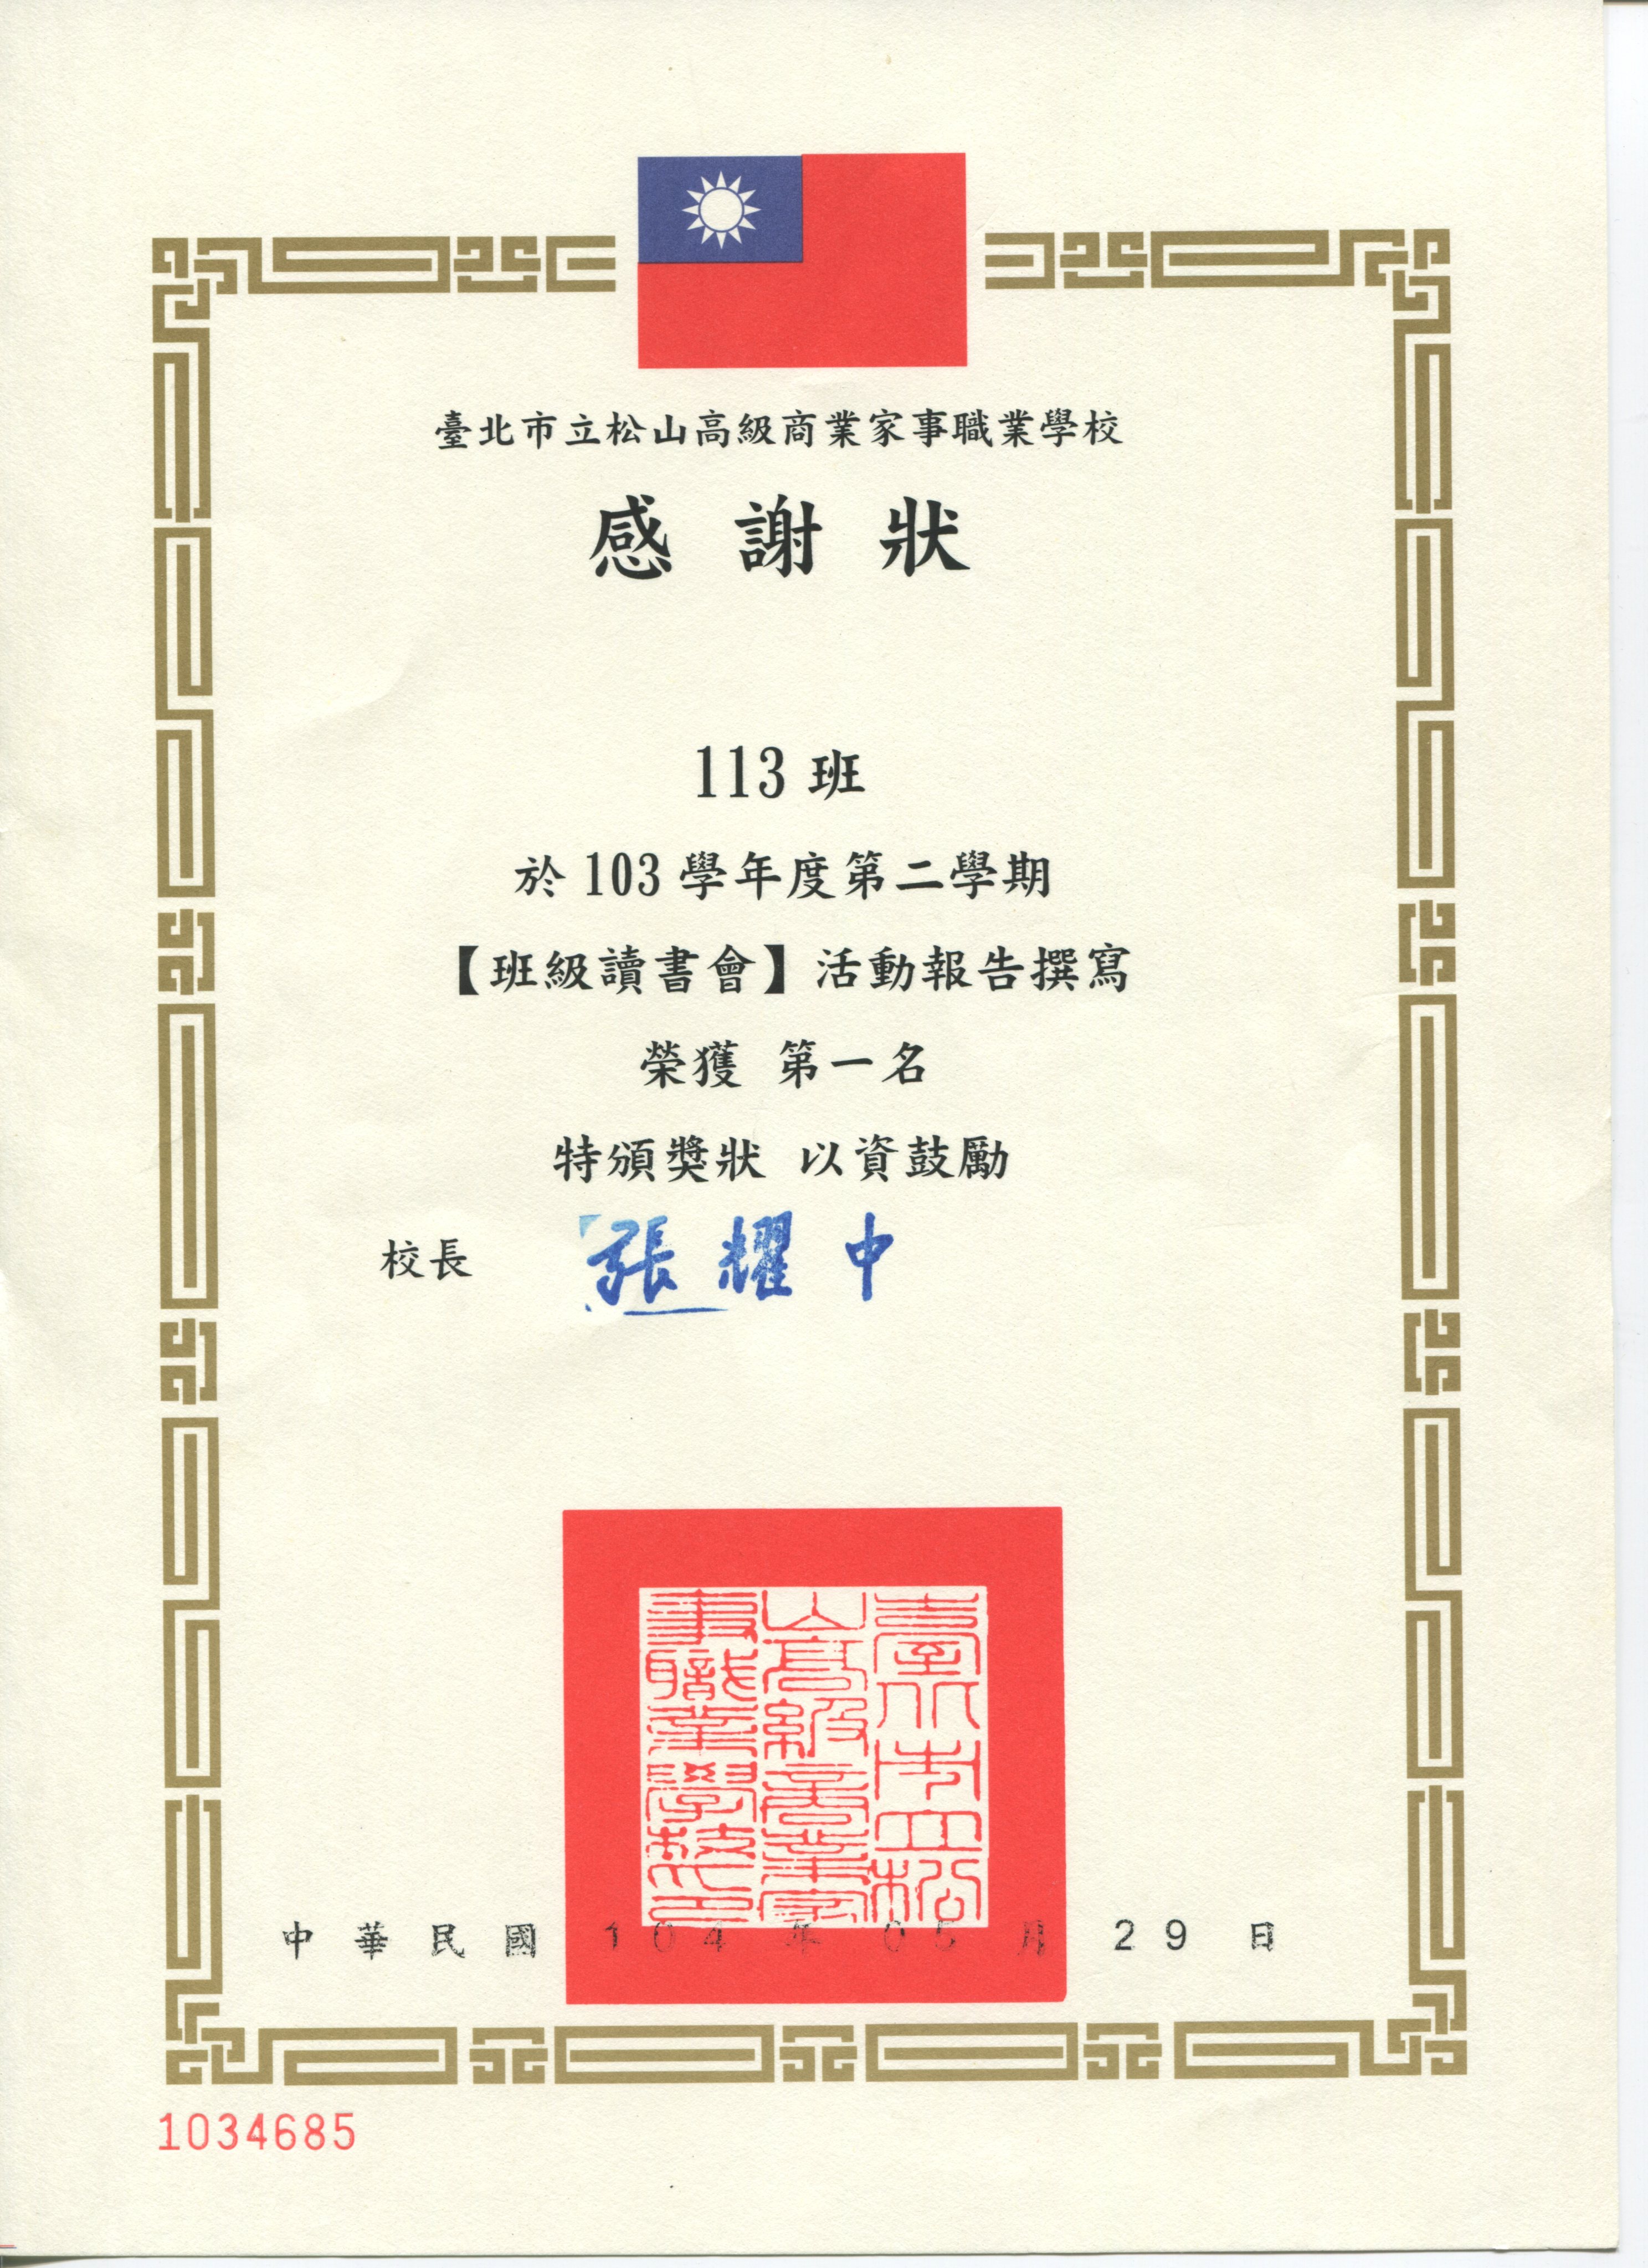 臺北市立松山高級商業家事職業學校
感謝狀
113 班
於 103 學年度第二學期
【班級讀書會】活動報告撰寫
榮獲 第一名
特頒獎狀 以資鼓勵
校長 張耀中
臺北市立松
山高級商業家
事職業學校之印
中華民國 104 年 05 月 29 日
1034685